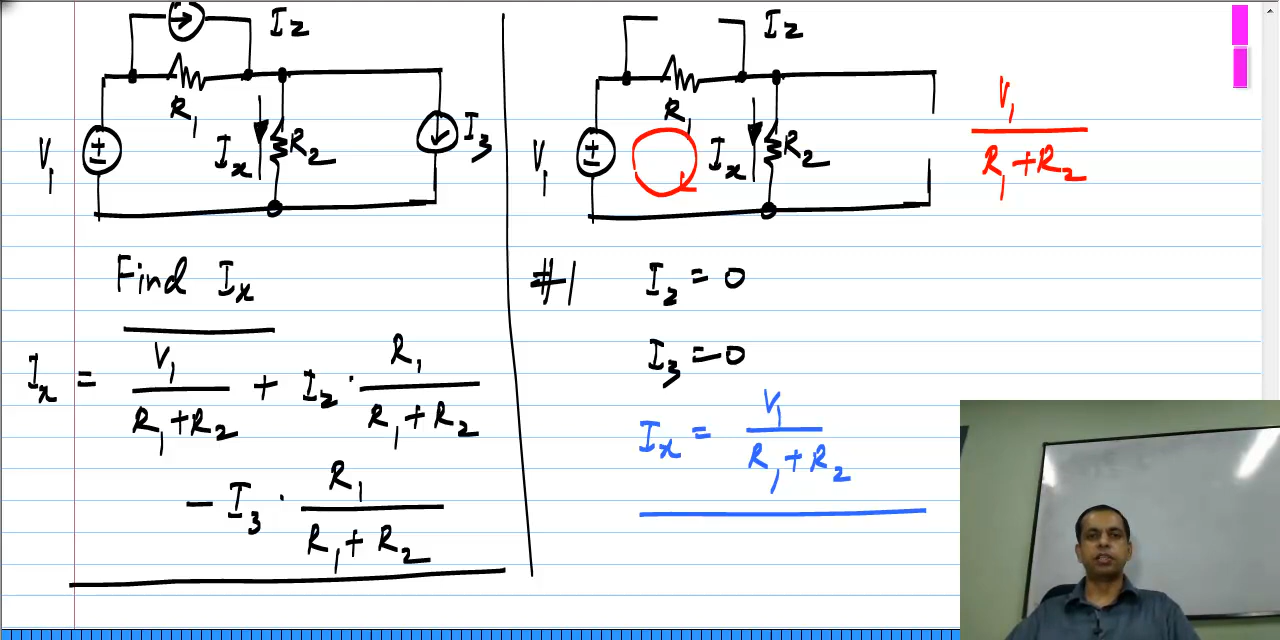 I2
R1
V1
Ix
R2
I3
Find Ix
Ix = V1/(R1+R2) + I2 · R1/(R1+R2)
− I3 · R1/(R1+R2)
I2
R1
V1
Ix
R2
V1/(R1+R2)
#1 I2 = 0
I3 = 0
Ix = V1/(R1+R2)